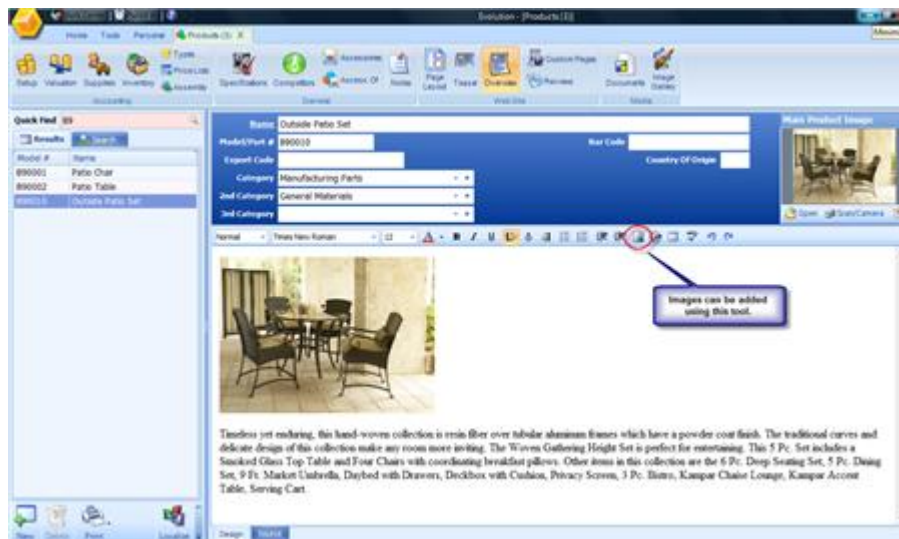 Evolution - [Products (3)]
Home Tools Personal Products (3) X
Types
Price Lists
Assembly
Setup Valuation Suppliers Inventory
Accounting
Accessories
Access. Of
Specifications Competitors Notes
General
Custom Pages
Preview
Page Layout Teaser Overview
Web Site
Documents Image Gallery
Media
Quick Find 89
Results Search
Model # Name
890001 Patio Chair
890002 Patio Table
890010 Outside Patio Set
Name Outside Patio Set
Model/Part # 890010 Bar Code
Export Code Country Of Origin
Category Manufacturing Parts
2nd Category General Materials
3rd Category
Main Product Image
Open Scan/Camera
Normal Times New Roman 12
Images can be added
using this tool.
Timeless yet enduring, this hand-woven collection is resin fiber over tubular aluminum frames which have a powder coat finish. The traditional curves and
delicate design of this collection make any room more inviting. The Woven Gathering Height Set is perfect for entertaining. This 5 Pc. Set includes a
Smoked Glass Top Table and Four Chairs with coordinating breakfast pillows. Other items in this collection are the 6 Pc. Deep Seating Set, 5 Pc. Dining
Set, 9 Ft. Market Umbrella, Daybed with Drawers, Deckbox with Cushion, Privacy Screen, 3 Pc. Bistro, Kampar Chaise Lounge, Kampar Accent
Table, Serving Cart
New Delete Print Localise
Design